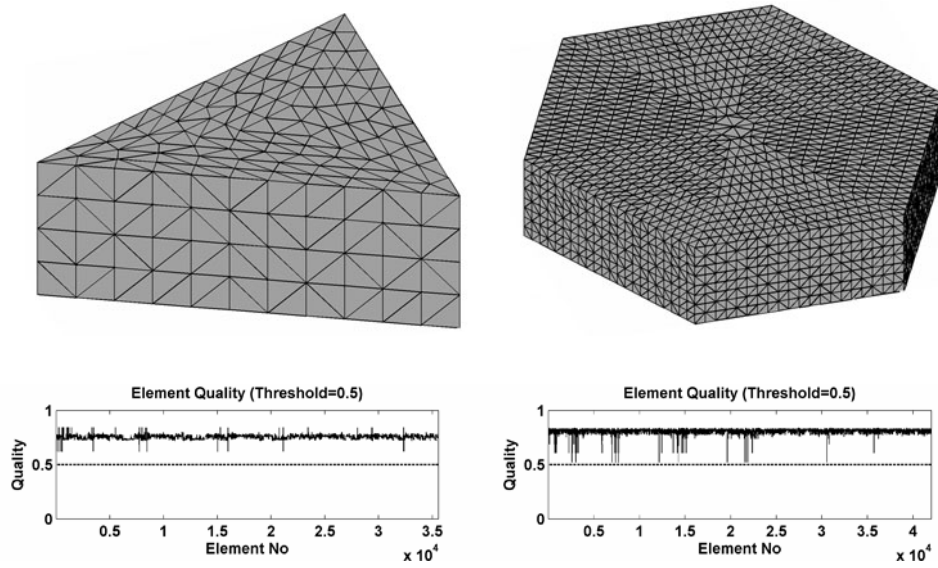 Element Quality (Threshold=0.5)
Quality
1
0.5
0
0.5 1 1.5 2 2.5 3 3.5
Element No
x 10^4
Element Quality (Threshold=0.5)
Quality
1
0.5
0
0.5 1 1.5 2 2.5 3 3.5 4
Element No
x 10^4